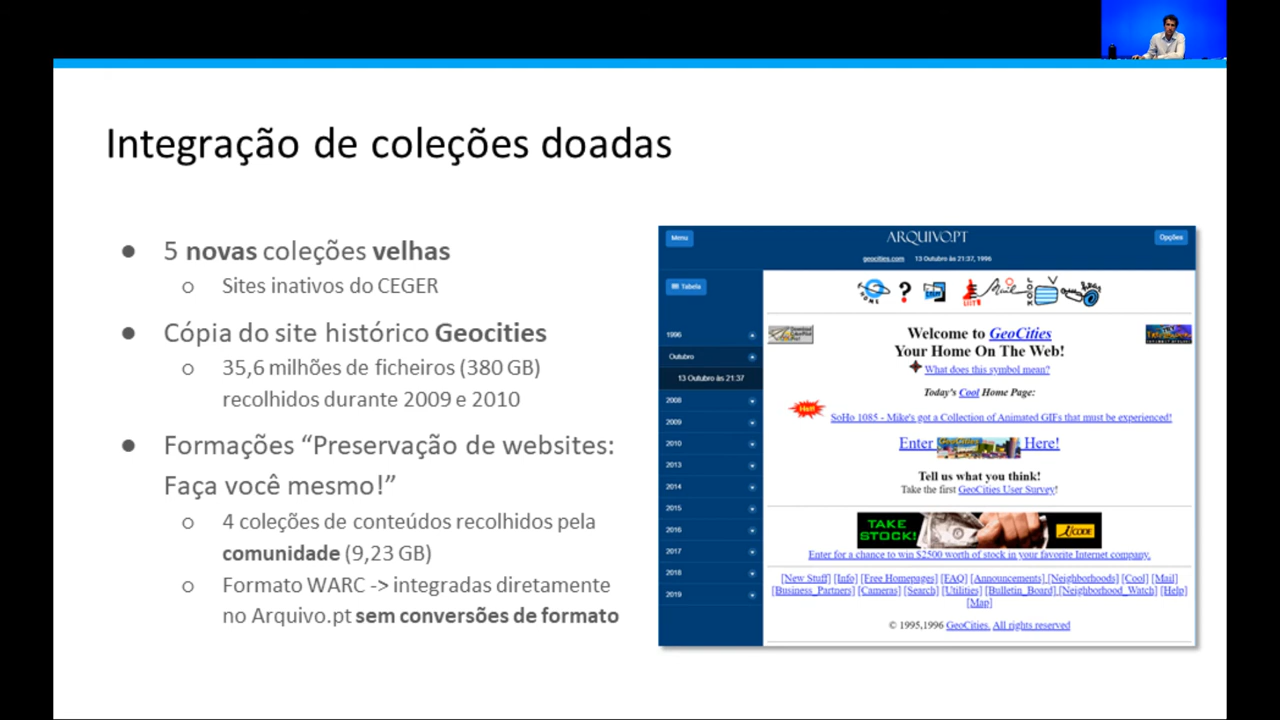 Integração de coleções doadas
● 5 novas coleções velhas
○ Sites inativos do CEGER
● Cópia do site histórico Geocities
○ 35,6 milhões de ficheiros (380 GB)
recolhidos durante 2009 e 2010
● Formações “Preservação de websites:
Faça você mesmo!”
○ 4 coleções de conteúdos recolhidos pela
comunidade (9,23 GB)
○ Formato WARC -> integradas diretamente
no Arquivo.pt sem conversões de formato
Menu
ARQUIVO.PT
Opções
geocities.com 13 Outubro às 21:37, 1996
Tabela
1996
Outubro
13 Outubro às 21:37
2008
2009
2010
2013
2014
2015
2016
2017
2018
2019
HOME
?
Mail
LOOK
Welcome to GeoCities
Your Home On The Web!
What does this symbol mean?
Today's Cool Home Page:
Hot!
SoHo 1085 - Mike's got a Collection of Animated GIFs that must be experienced!
Enter GeoCities Here!
Tell us what you think!
Take the first GeoCities User Survey!
TAKE
STOCK!
Enter for a chance to win $2500 worth of stock in your favorite Internet company.
[New Stuff] [Info] [Free Homepages] [FAQ] [Announcements] [Neighborhoods] [Cool] [Mail]
[Business_Partners] [Cameras] [Search] [Utilities] [Bulletin_Board] [Neighborhood_Watch] [Help]
[Map]
© 1995,1996 GeoCities. All rights reserved